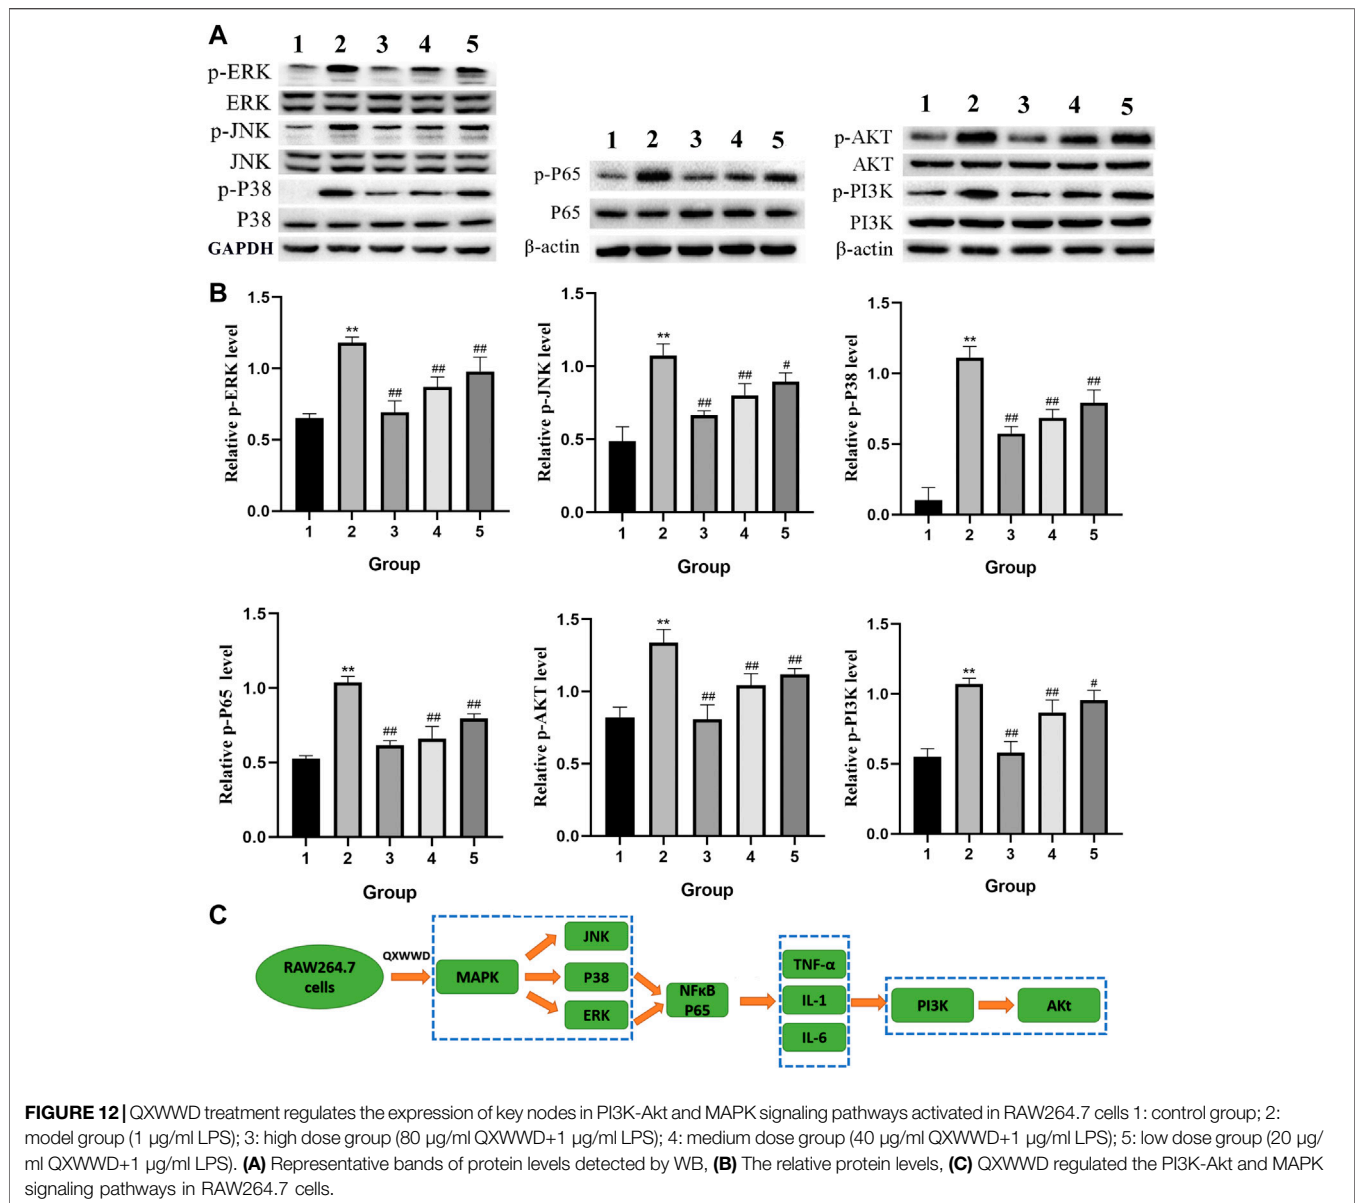 A
1 2 3 4 5
p-ERK
ERK
p-JNK
JNK
p-P38
P38
GAPDH
1 2 3 4 5
p-P65
P65
β-actin
1 2 3 4 5
p-AKT
AKT
p-PI3K
PI3K
β-actin
B
Relative p-ERK level
1.5
1.0
0.5
0.0
**
##
##
##
1 2 3 4 5
Group
Relative p-JNK level
1.5
1.0
0.5
0.0
**
##
##
#
1 2 3 4 5
Group
Relative p-P38 level
1.5
1.0
0.5
0.0
**
##
##
##
1 2 3 4 5
Group
Relative p-P65 level
1.5
1.0
0.5
0.0
**
##
##
##
1 2 3 4 5
Group
Relative p-AKT level
1.5
1.0
0.5
0.0
**
##
##
##
1 2 3 4 5
Group
Relative p-PI3K level
1.5
1.0
0.5
0.0
**
##
##
#
1 2 3 4 5
Group
C
RAW264.7
cells
QXWWD
MAPK
JNK
P38
ERK
NFκB
P65
TNF-α
IL-1
IL-6
PI3K
AKt
FIGURE 12 | QXWWD treatment regulates the expression of key nodes in PI3K-Akt and MAPK signaling pathways activated in RAW264.7 cells 1: control group; 2:
model group (1 μg/ml LPS); 3: high dose group (80 μg/ml QXWWD+1 μg/ml LPS); 4: medium dose group (40 μg/ml QXWWD+1 μg/ml LPS); 5: low dose group (20 μg/
ml QXWWD+1 μg/ml LPS). (A) Representative bands of protein levels detected by WB, (B) The relative protein levels, (C) QXWWD regulated the PI3K-Akt and MAPK
signaling pathways in RAW264.7 cells.